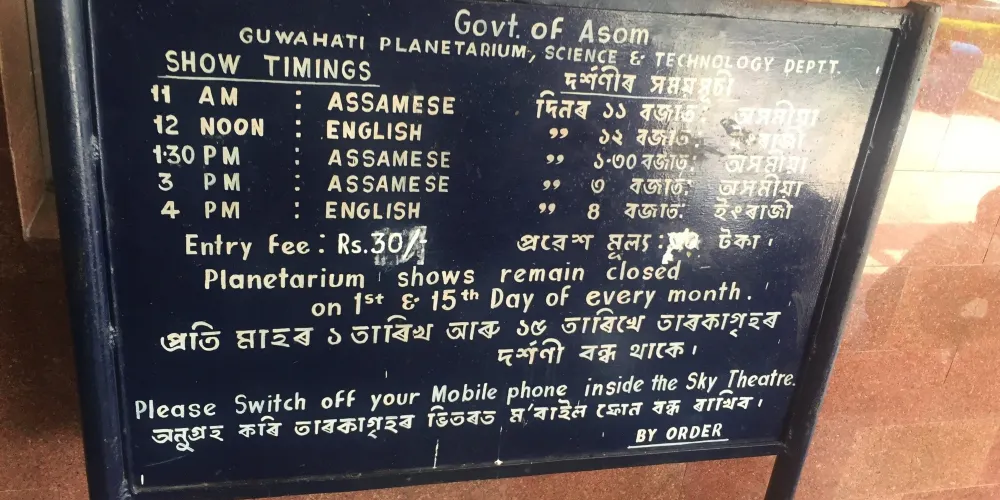 Govt. of Asom
GUWAHATI PLANETARIUM, SCIENCE & TECHNOLOGY DEPTT.
SHOW TIMINGS দৰ্শণীৰ সময়সূচী
11 AM : ASSAMESE দিনৰ ১১ বজাত: অসমীয়া
12 NOON : ENGLISH " ১২ বজাত: ইংৰাজী
1·30 PM : ASSAMESE " ১·৩০ বজাত: অসমীয়া
3 PM : ASSAMESE " ৩ বজাত: অসমীয়া
4 PM : ENGLISH " ৪ বজাত: ইংৰাজী
Entry fee : Rs.30/- প্ৰৱেশ মূল্য : টকা।
Planetarium shows remain closed
on 1st & 15th Day of every month.
প্ৰতি মাহৰ ১ তাৰিখ আৰু ১৫ তাৰিখে তাৰকাগৃহৰ
দৰ্শণী বন্ধ থাকে।
Please Switch off your Mobile phone inside the Sky Theatre.
অনুগ্ৰহ কৰি তাৰকাগৃহৰ ভিতৰত ম'বাইল ফোন বন্ধ ৰাখিব।
BY ORDER